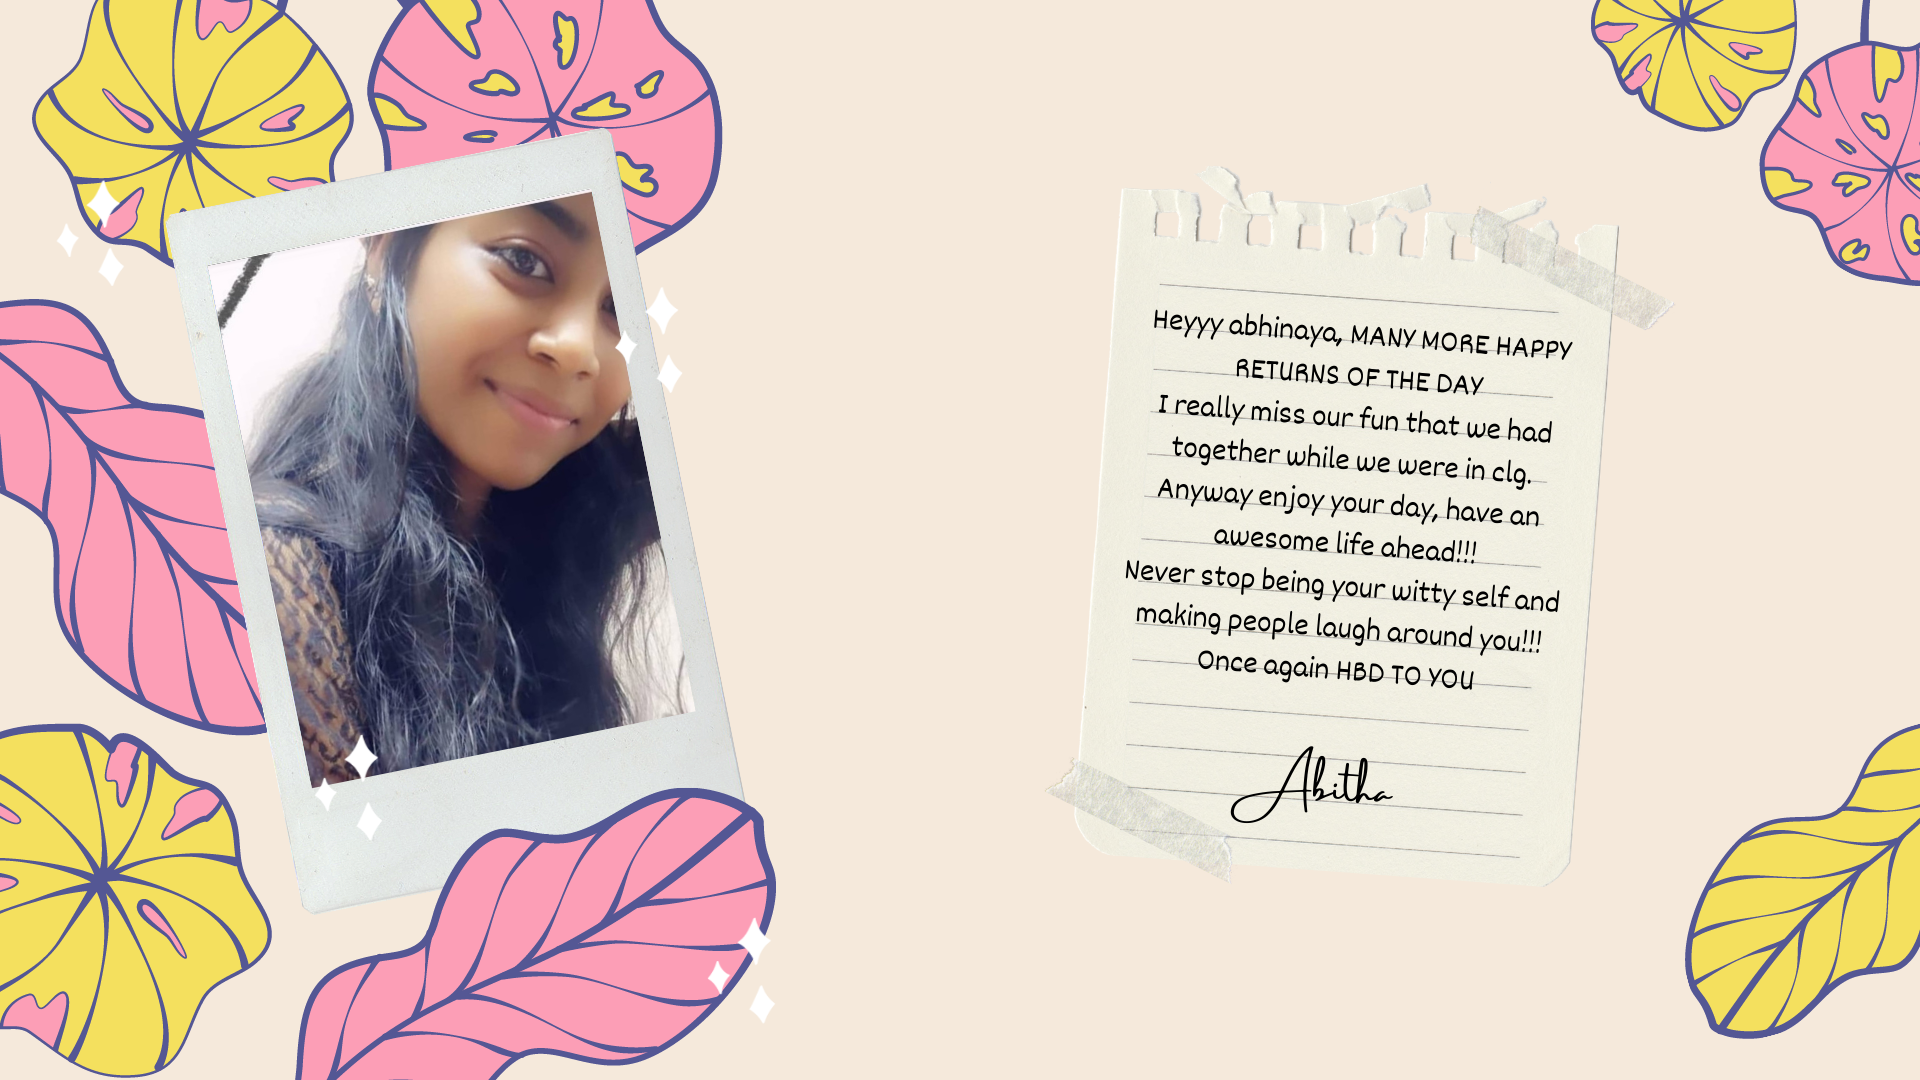 Heyyy abhinaya, MANY MORE HAPPY
RETURNS OF THE DAY
I really miss our fun that we had
together while we were in clg.
Anyway enjoy your day, have an
awesome life ahead!!!
Never stop being your witty self and
making people laugh around you!!!
Once again HBD TO YOU
Abitha